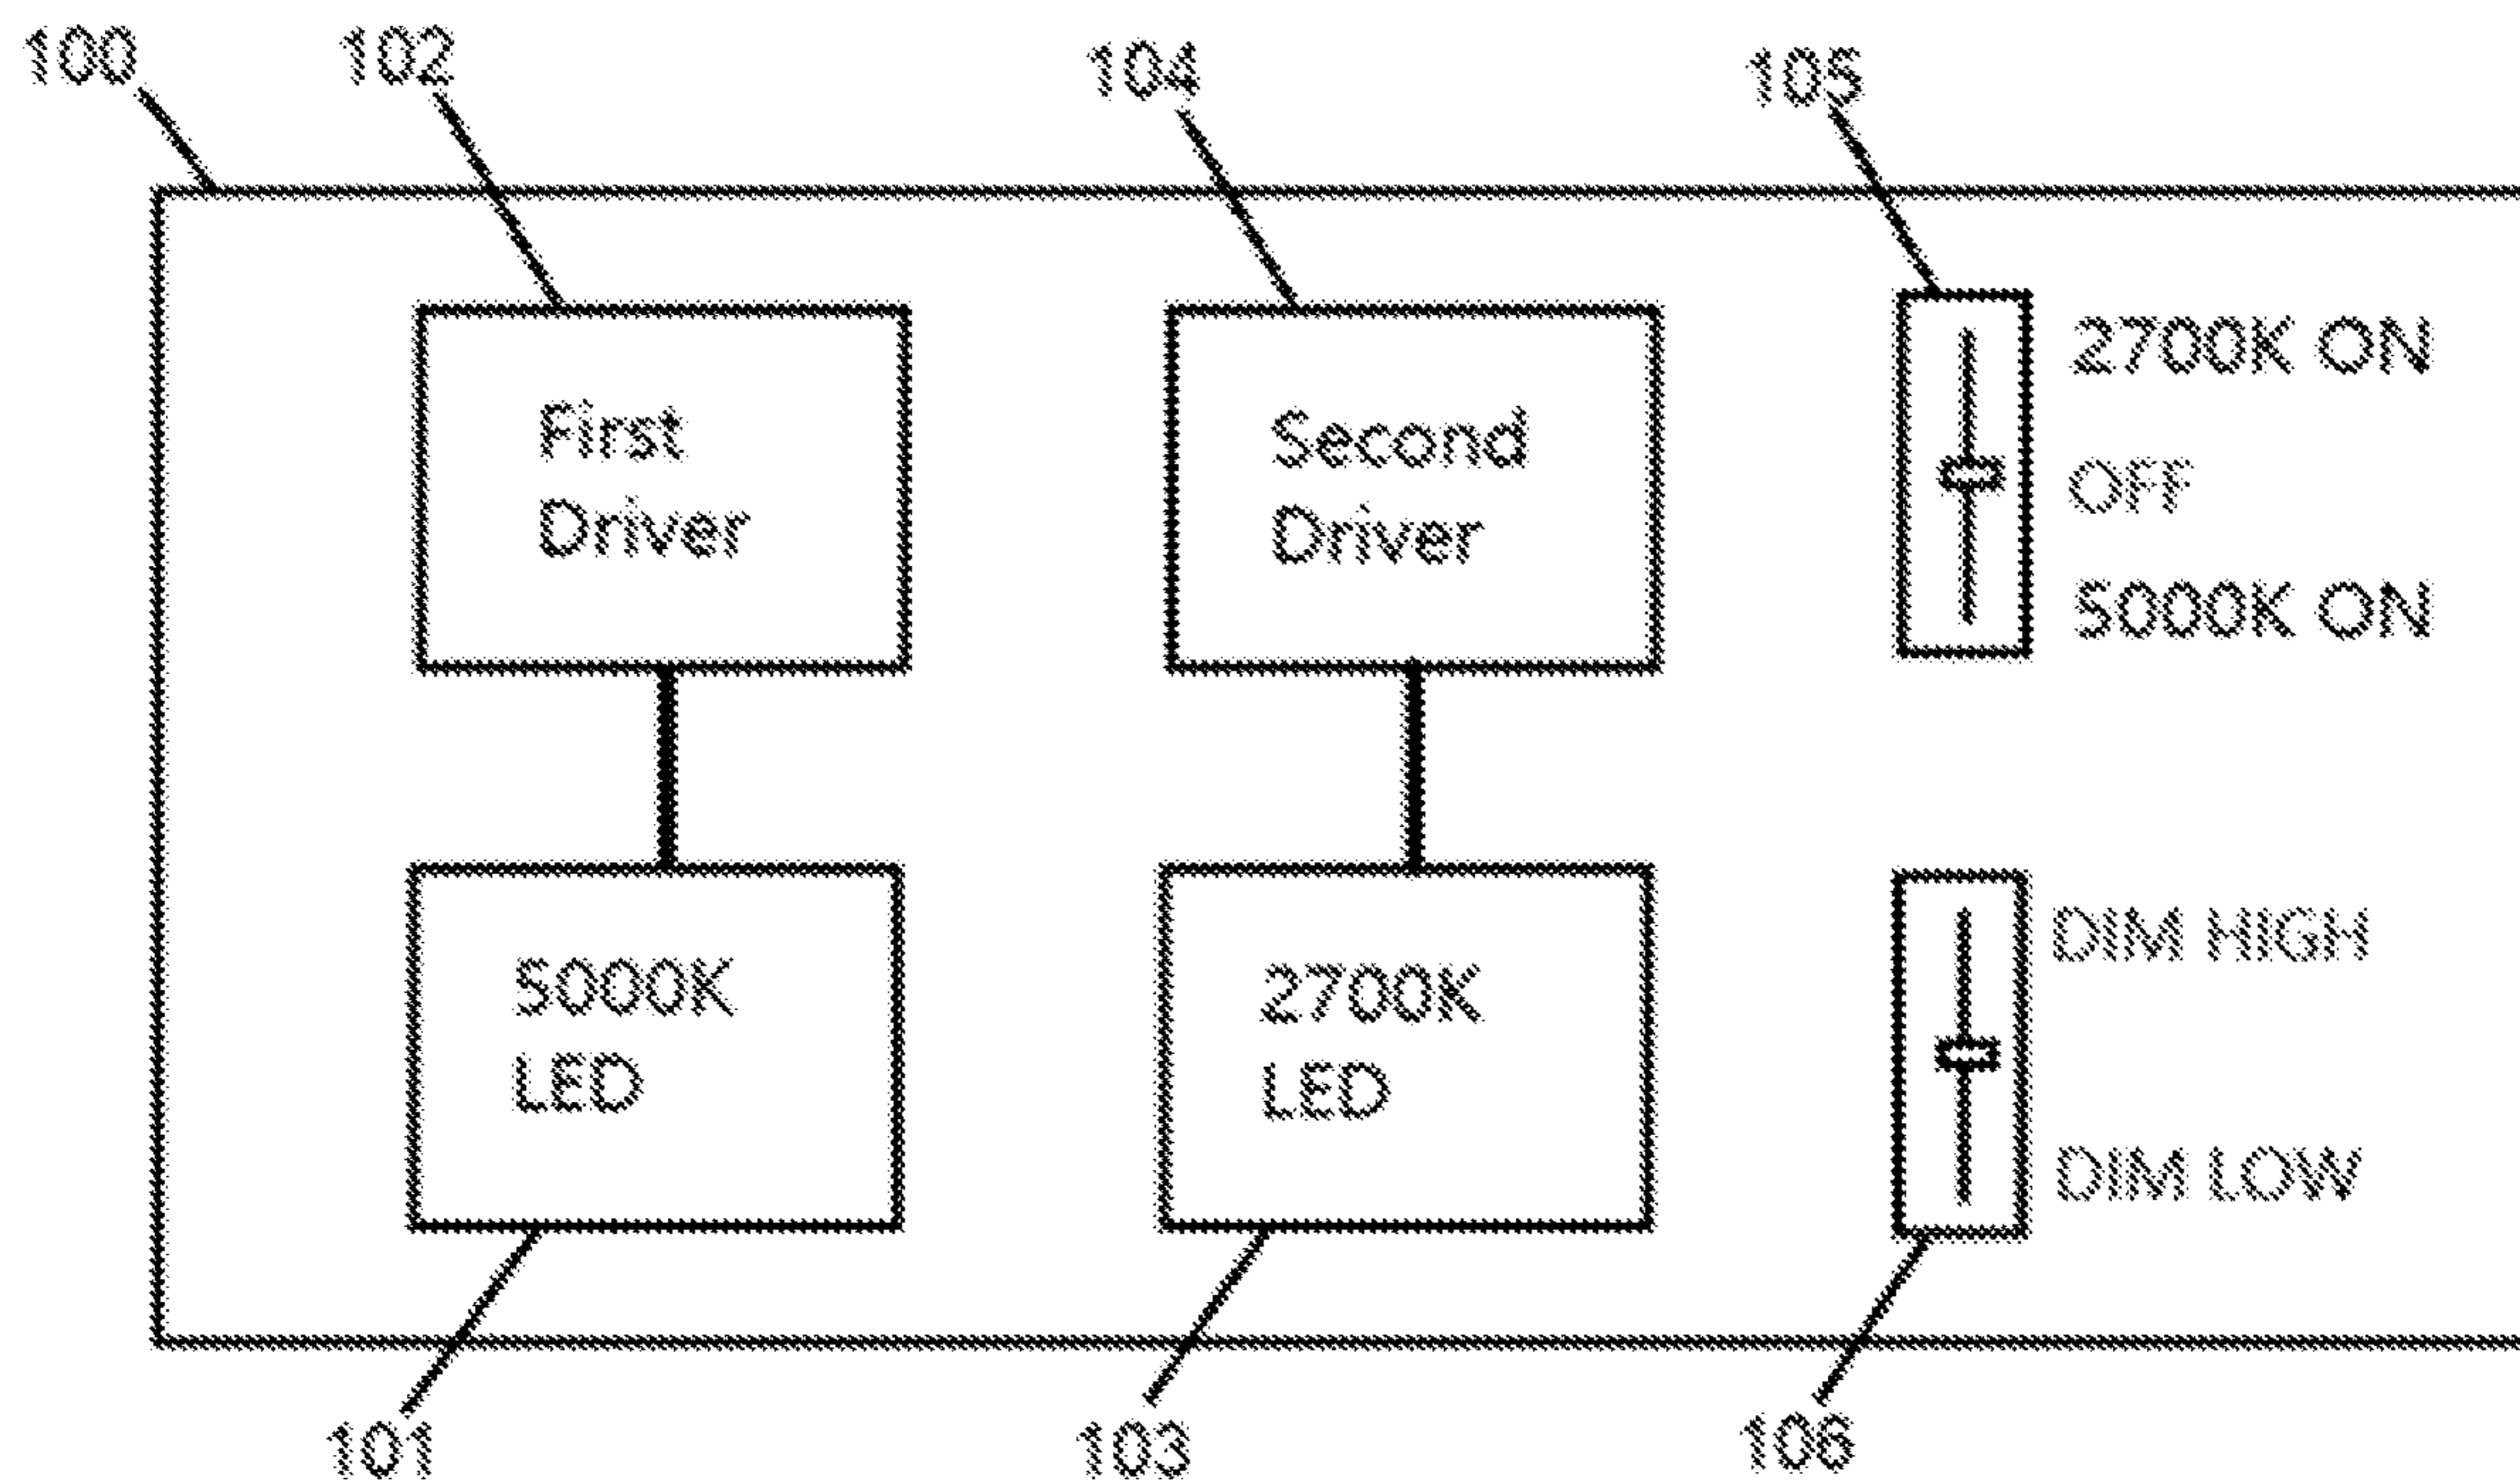 100
102
104
105
First
Driver
Second
Driver
2700K ON
OFF
5000K ON
5000K
LED
2700K
LED
DIM HIGH
DIM LOW
101
103
106